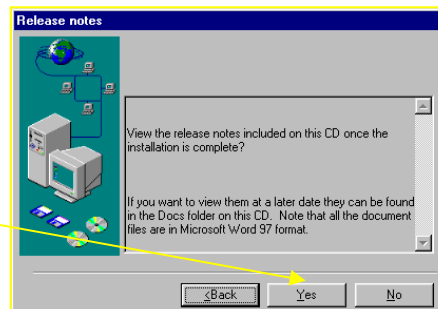 Release notes
View the release notes included on this CD once the
installation is complete?
If you want to view them at a later date they can be found
in the Docs folder on this CD. Note that all the document
files are in Microsoft Word 97 format.
<Back Yes No